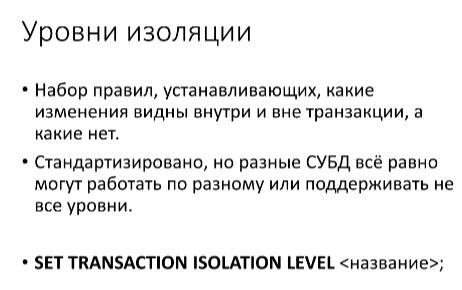 Уровни изоляции
• Набор правил, устанавливающих, какие
изменения видны внутри и вне транзакции, а
какие нет.
• Стандартизировано, но разные СУБД всё равно
могут работать по разному или поддерживать не
все уровни.
• SET TRANSACTION ISOLATION LEVEL <название>;